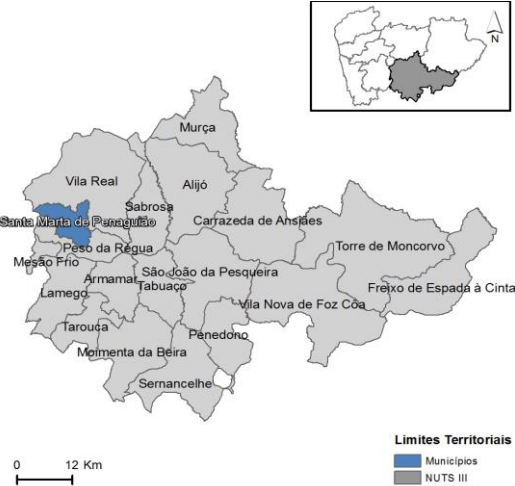 N
Murça
Vila Real
Alijó
Sabrosa
Santa Marta de Penaguião
Carrazeda de Ansiães
Peso da Régua
Torre de Moncorvo
Mesão Frio
São João da Pesqueira
Armamar
Tabuaço
Freixo de Espada à Cinta
Lamego
Vila Nova de Foz Côa
Tarouca
Penedono
Moimenta da Beira
Sernancelhe
Limites Territoriais
Municípios
NUTS III
0 12 Km